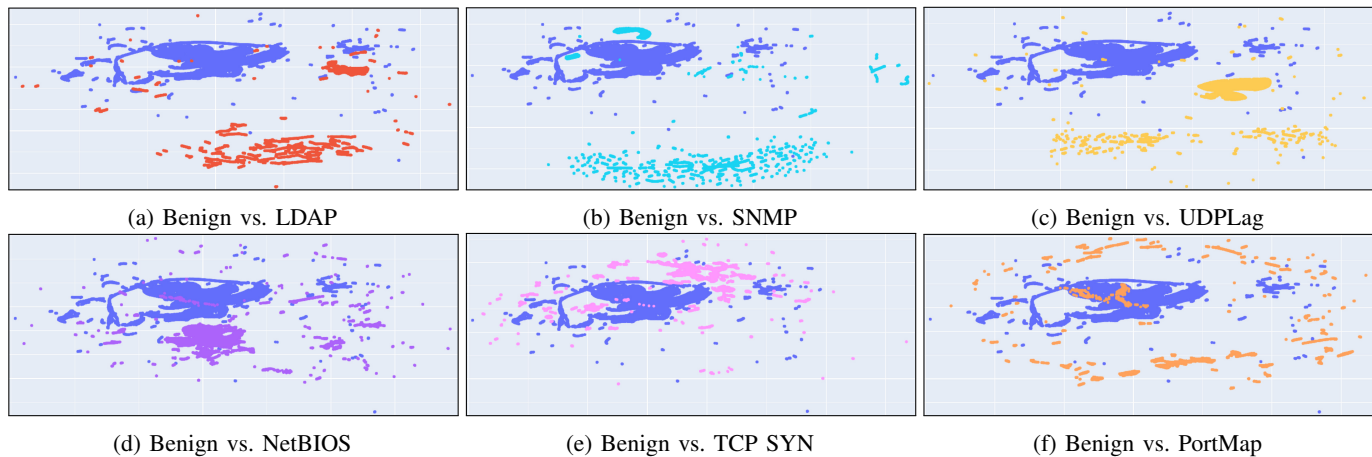 (a) Benign vs. LDAP
(b) Benign vs. SNMP
(c) Benign vs. UDPLag
(d) Benign vs. NetBIOS
(e) Benign vs. TCP SYN
(f) Benign vs. PortMap